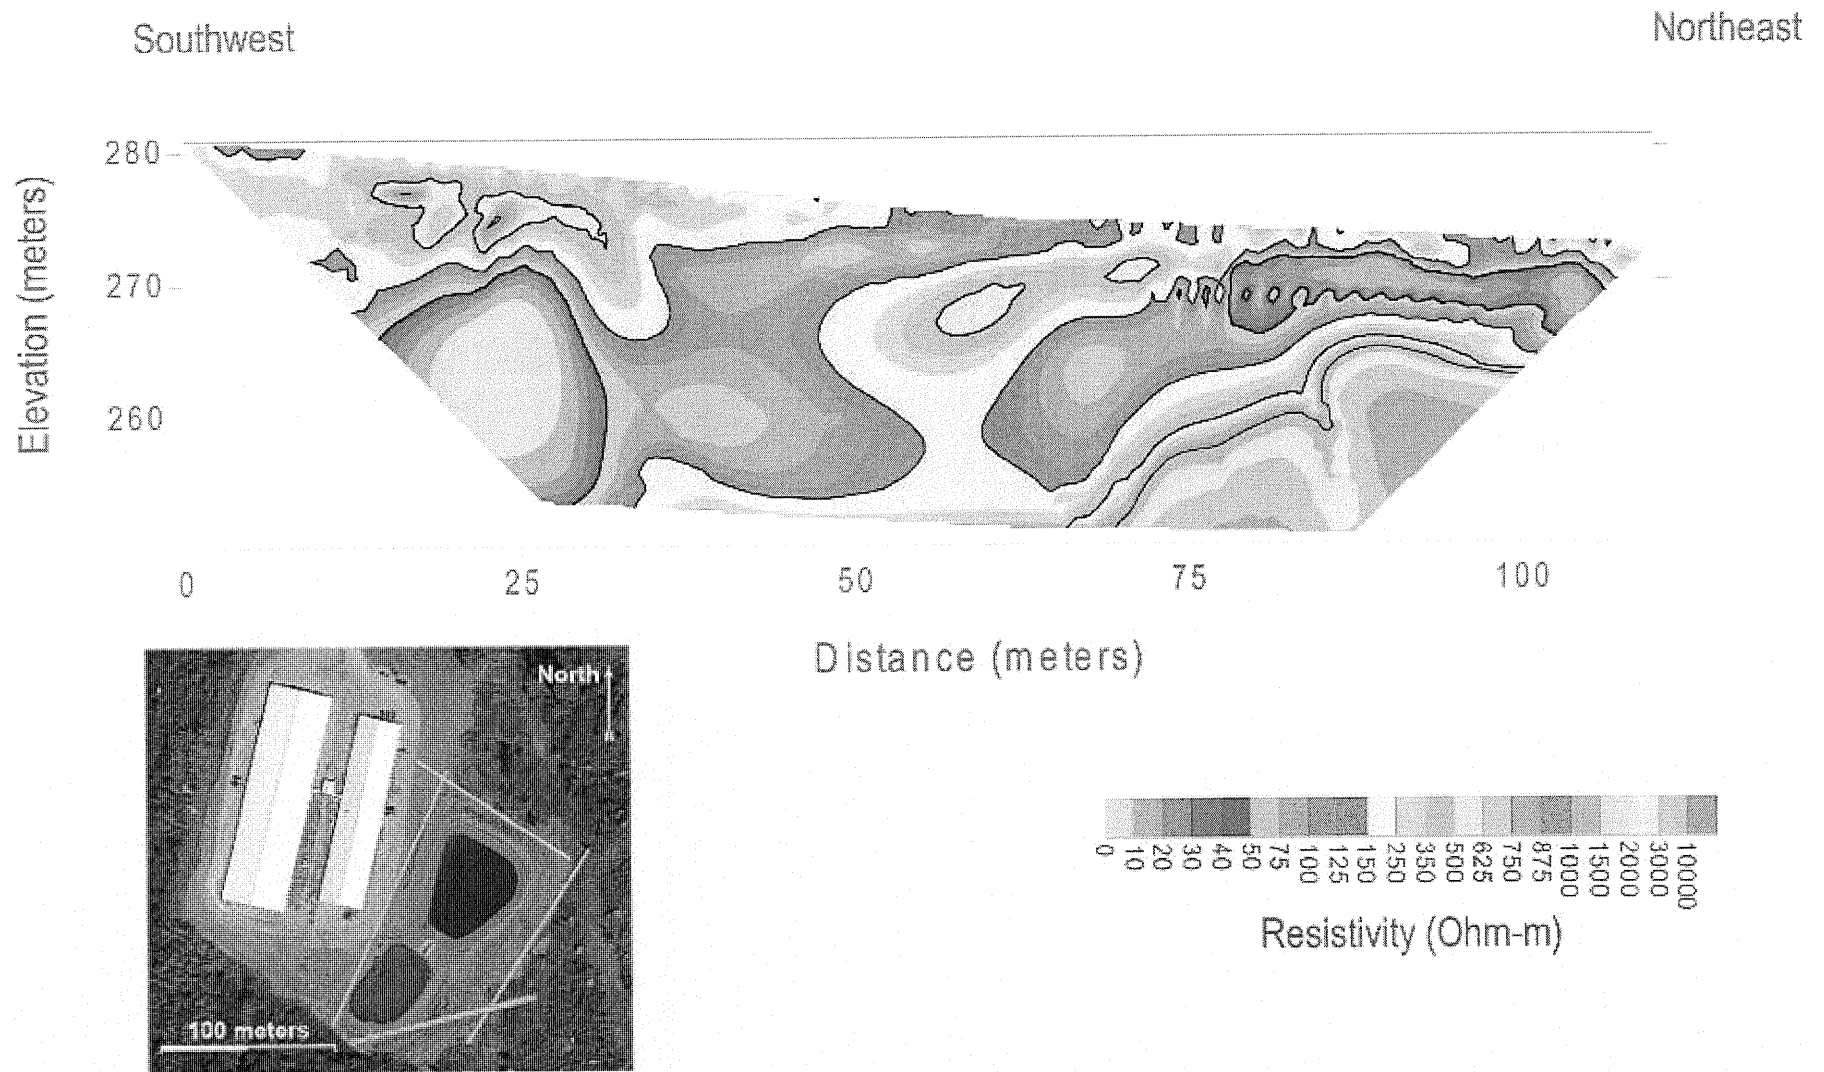 Southwest
Northeast
Elevation (meters)
280
270
260
0 25 50 75 100
Distance (meters)
North
100 meters
0 10 20 30 40 50 75 100 125 150 250 350 500 625 750 875 1000 1500 2000 3000 10000
Resistivity (Ohm-m)